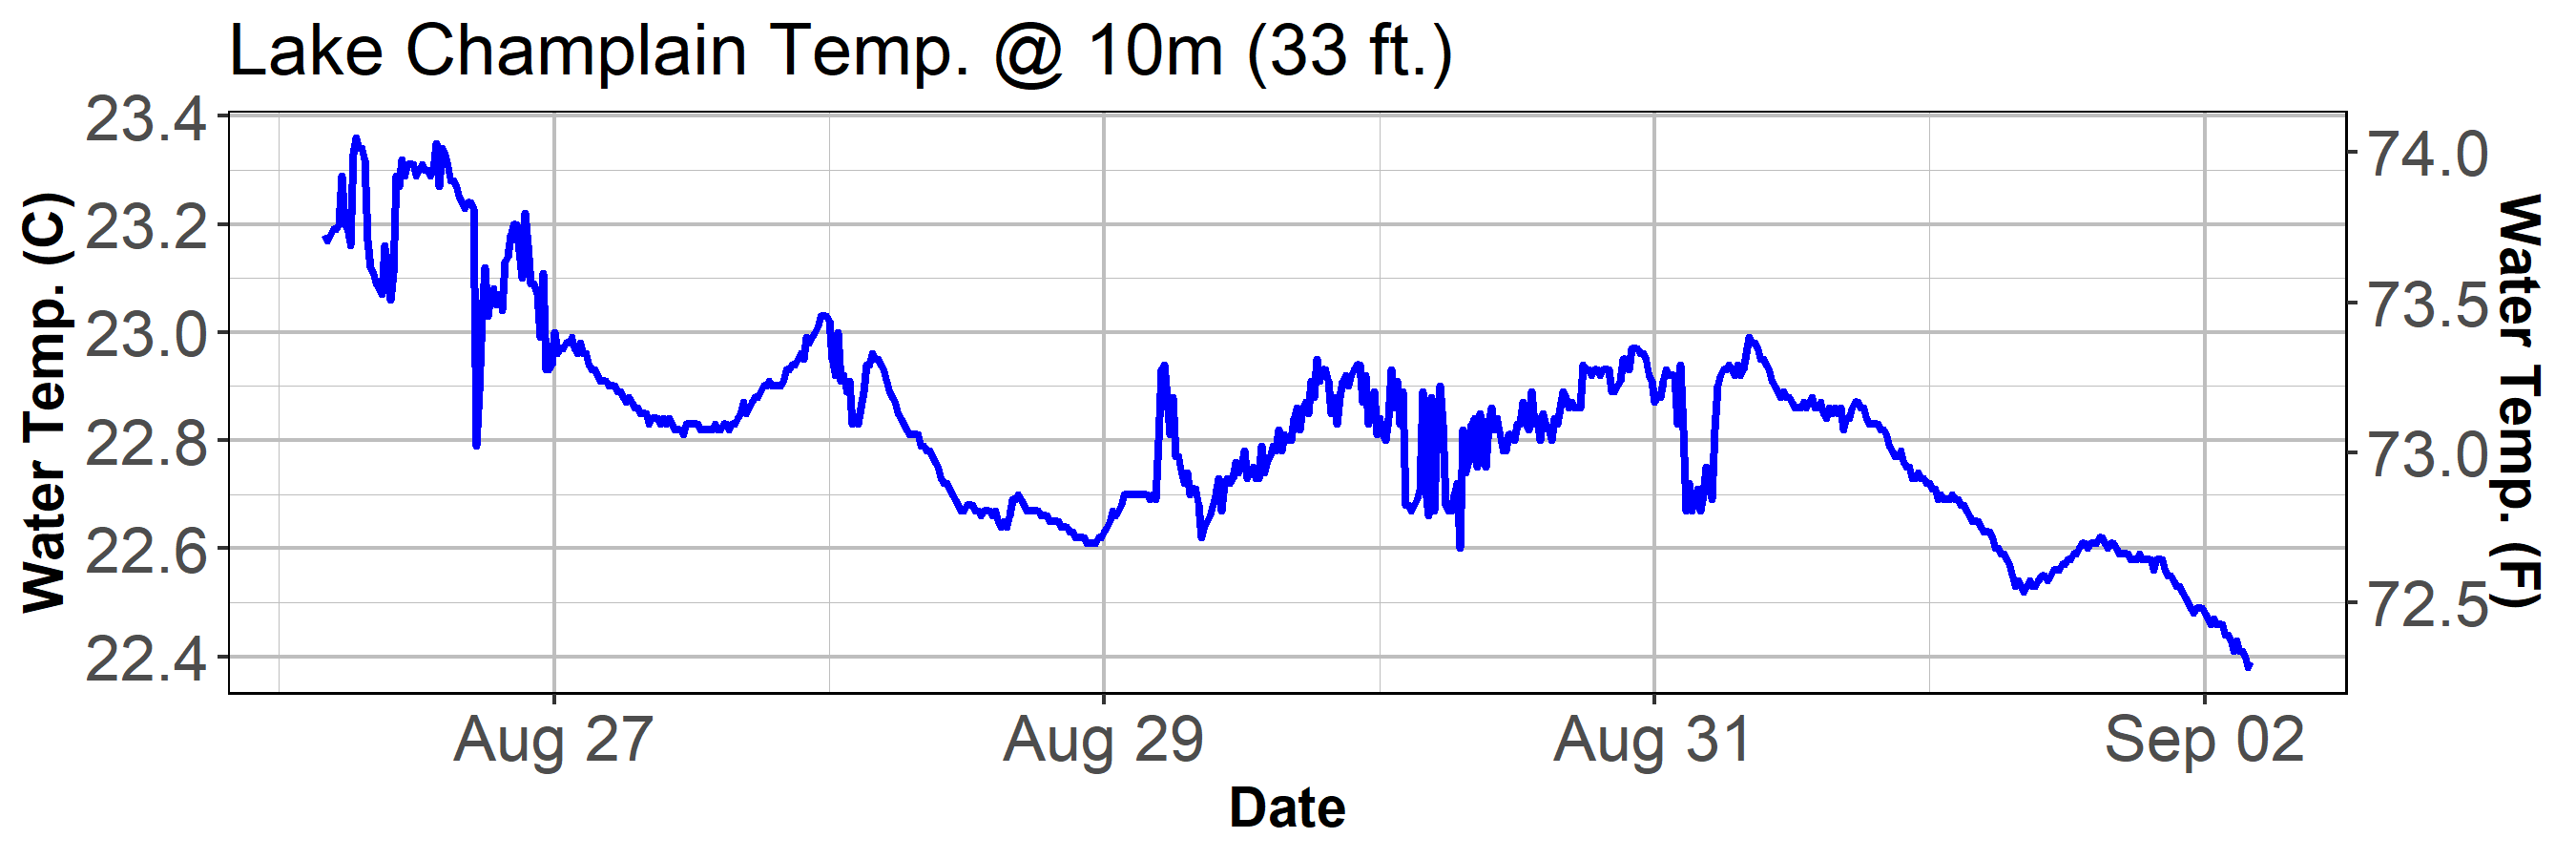 Lake Champlain Temp. @ 10m (33 ft.)
Water Temp. (C)
23.4
23.2
23.0
22.8
22.6
22.4
74.0
73.5
73.0
72.5
Water Temp. (F)
Aug 27
Aug 29
Aug 31
Sep 02
Date